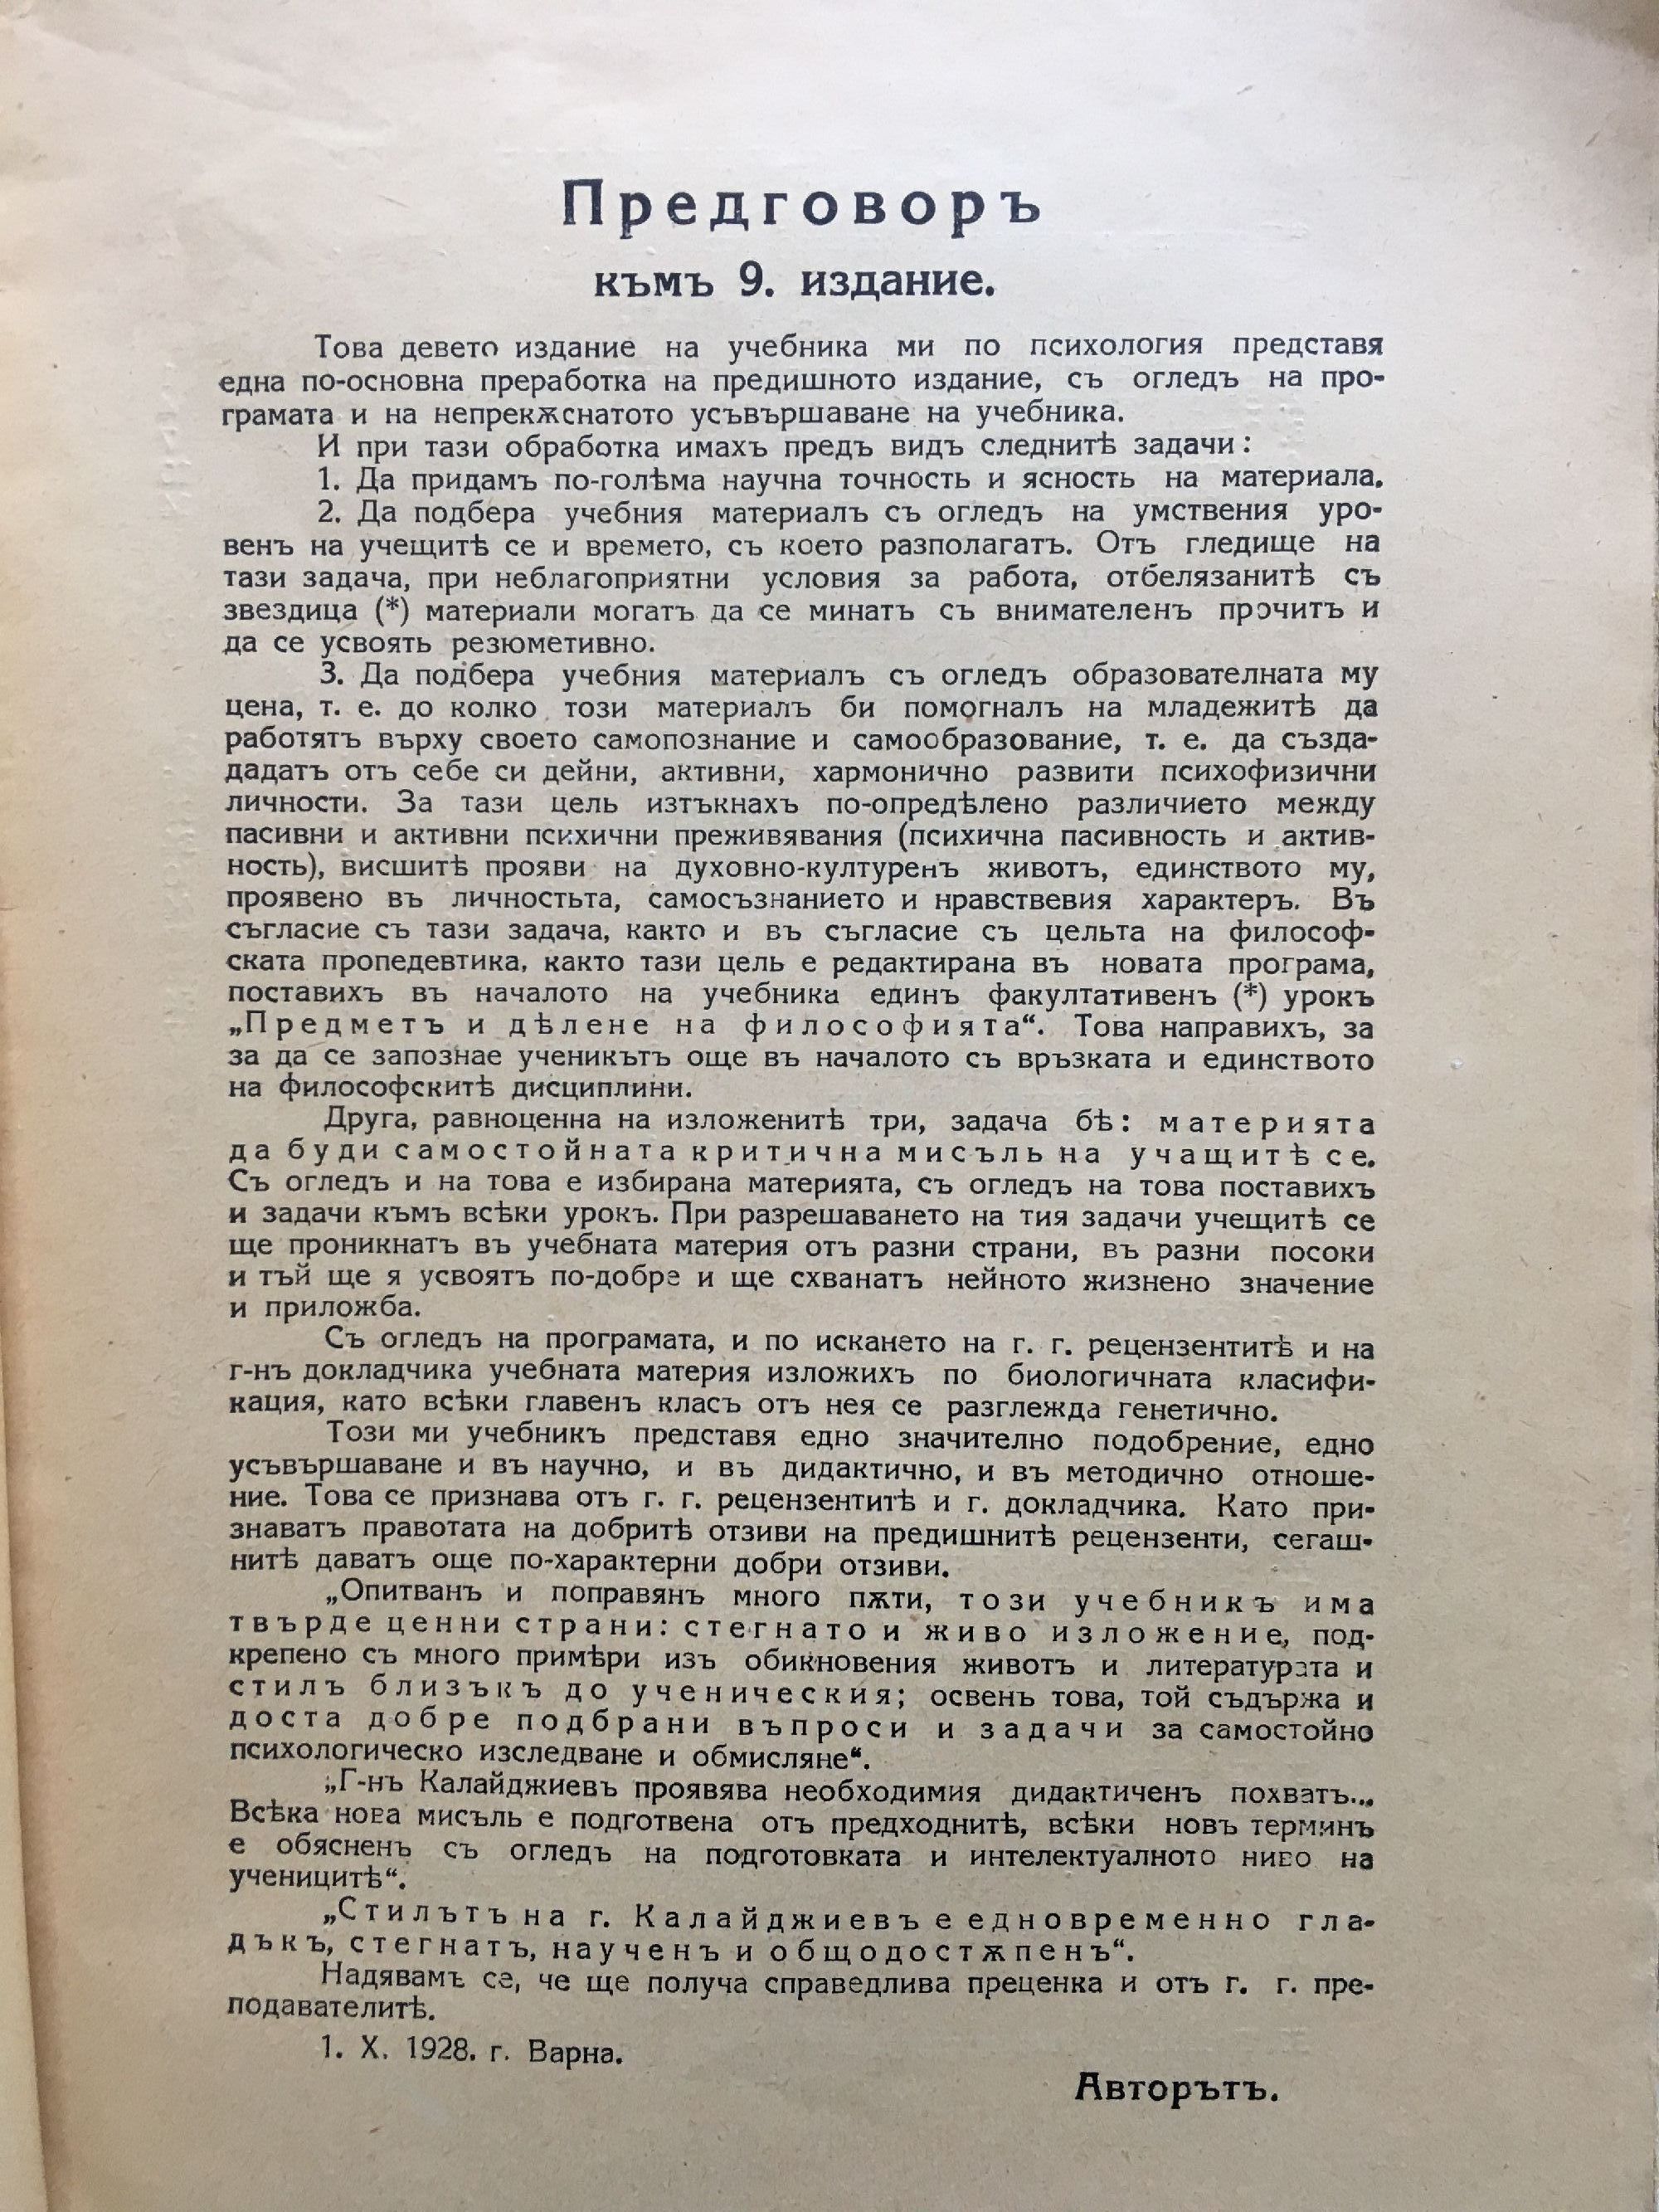 Предговоръ
към­ъ 9. издание.
Това девето издание на учебника ми по психология представя
една по-основна преработка на предишното издание, съ огледъ на про-
грамата и на непрекѫснатото усъвършаване на учебника.
И при тази обработка имахъ предъ видъ следнитѣ задачи:
1. Да придамъ по-голѣма научна точность и ясность на материала.
2. Да подбера учебния материалъ съ огледъ на умствения уро-
венъ на учещитѣ се и времето, съ което разполагатъ. Отъ гледище на
тази задача, при неблагоприятни условия за работа, отбелязанитѣ съ
звездица (*) материали могатъ да се минатъ съ внимателенъ прочитъ и
да се усвоять резюметивно.
3. Да подбера учебния материалъ съ огледъ образователната му
цена, т. е. до колко този материалъ би помогналъ на младежитѣ да
работятъ върху своето самопознание и самообразование, т. е. да създа-
дадатъ отъ себе си дейни, активни, хармонично развити психофизични
личности. За тази цель изтъкнахъ по-опредѣлено различието между
пасивни и активни психични преживявания (психична пасивность и актив-
ность), висшитѣ прояви на духовно-културенъ животъ, единството му,
проявено въ личностьта, самосъзнанието и нравствевия характеръ. Въ
съгласие съ тази задача, както и въ съгласие съ цельта на философ-
ската пропедевтика, както тази цель е редактирана въ новата програма,
поставихъ въ началото на учебника единъ факултативенъ (*) урокъ
„Предметъ и дѣлене на философията“. Това направихъ, за
за да се запознае ученикътъ още въ началото съ връзката и единството
на философскитѣ дисциплини.
Друга, равноценна на изложенитѣ три, задача бѣ: материята
да буди самостойната критична мисъль на учащитѣ се.
Съ огледъ и на това е избирана материята, съ огледъ на това поставихъ
и задачи къмъ всѣки урокъ. При разрешаването на тия задачи учещитѣ се
ще проникнатъ въ учебната материя отъ разни страни, въ разни посоки
и тъй ще я усвоятъ по-добре и ще схванатъ нейното жизнено значение
и приложба.
Съ огледъ на програмата, и по искането на г. г. рецензентитѣ и на
г-нъ докладчика учебната материя изложихъ по биологичната класифи-
кация, като всѣки главенъ класъ отъ нея се разглежда генетично.
Този ми учебникъ представя едно значително подобрение, едно
усъвършаване и въ научно, и въ дидактично, и въ методично отноше-
ние. Това се признава отъ г. г. рецензентитѣ и г. докладчика. Като при-
знаватъ правотата на добритѣ отзиви на предишнитѣ рецензенти, сегаш-
нитѣ даватъ още по-характерни добри отзиви.
„Опитванъ и поправянъ много пѫти, този учебникъ има
твърде ценни страни: стегнато и живо изложение, под-
крепено съ много примѣри изъ обикновения животъ и литературата и
стилъ близъкъ до ученическия; освенъ това, той съдържа и
доста добре подбрани въпроси и задачи за самостойно
психологическо изследване и обмисляне“.
„Г-нъ Калайджиевъ проявява необходимия дидактиченъ похватъ...
Всѣка нова мисъль е подготвена отъ предходнитѣ, всѣки новъ терминъ
е обясненъ съ огледъ на подготовката и интелектуалното ниво на
ученицитѣ“.
„Стилътъ на г. Калайджиевъ е едновременно гла-
дъкъ, стегнатъ, наученъ и общодостѫпенъ“.
Надявамъ се, че ще получа справедлива преценка и отъ г. г. пре-
подавателитѣ.
1. X. 1928. г. Варна.
Авторътъ.